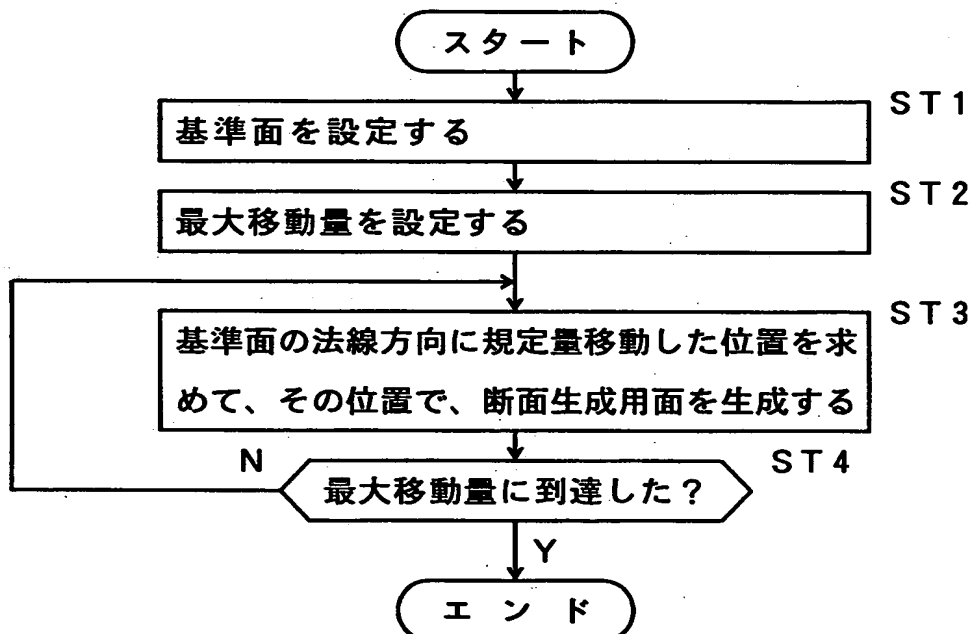 スタート
ST1
基準面を設定する
ST2
最大移動量を設定する
ST3
基準面の法線方向に規定量移動した位置を求
めて、その位置で、断面生成用面を生成する
N
ST4
最大移動量に到達した?
Y
エンド